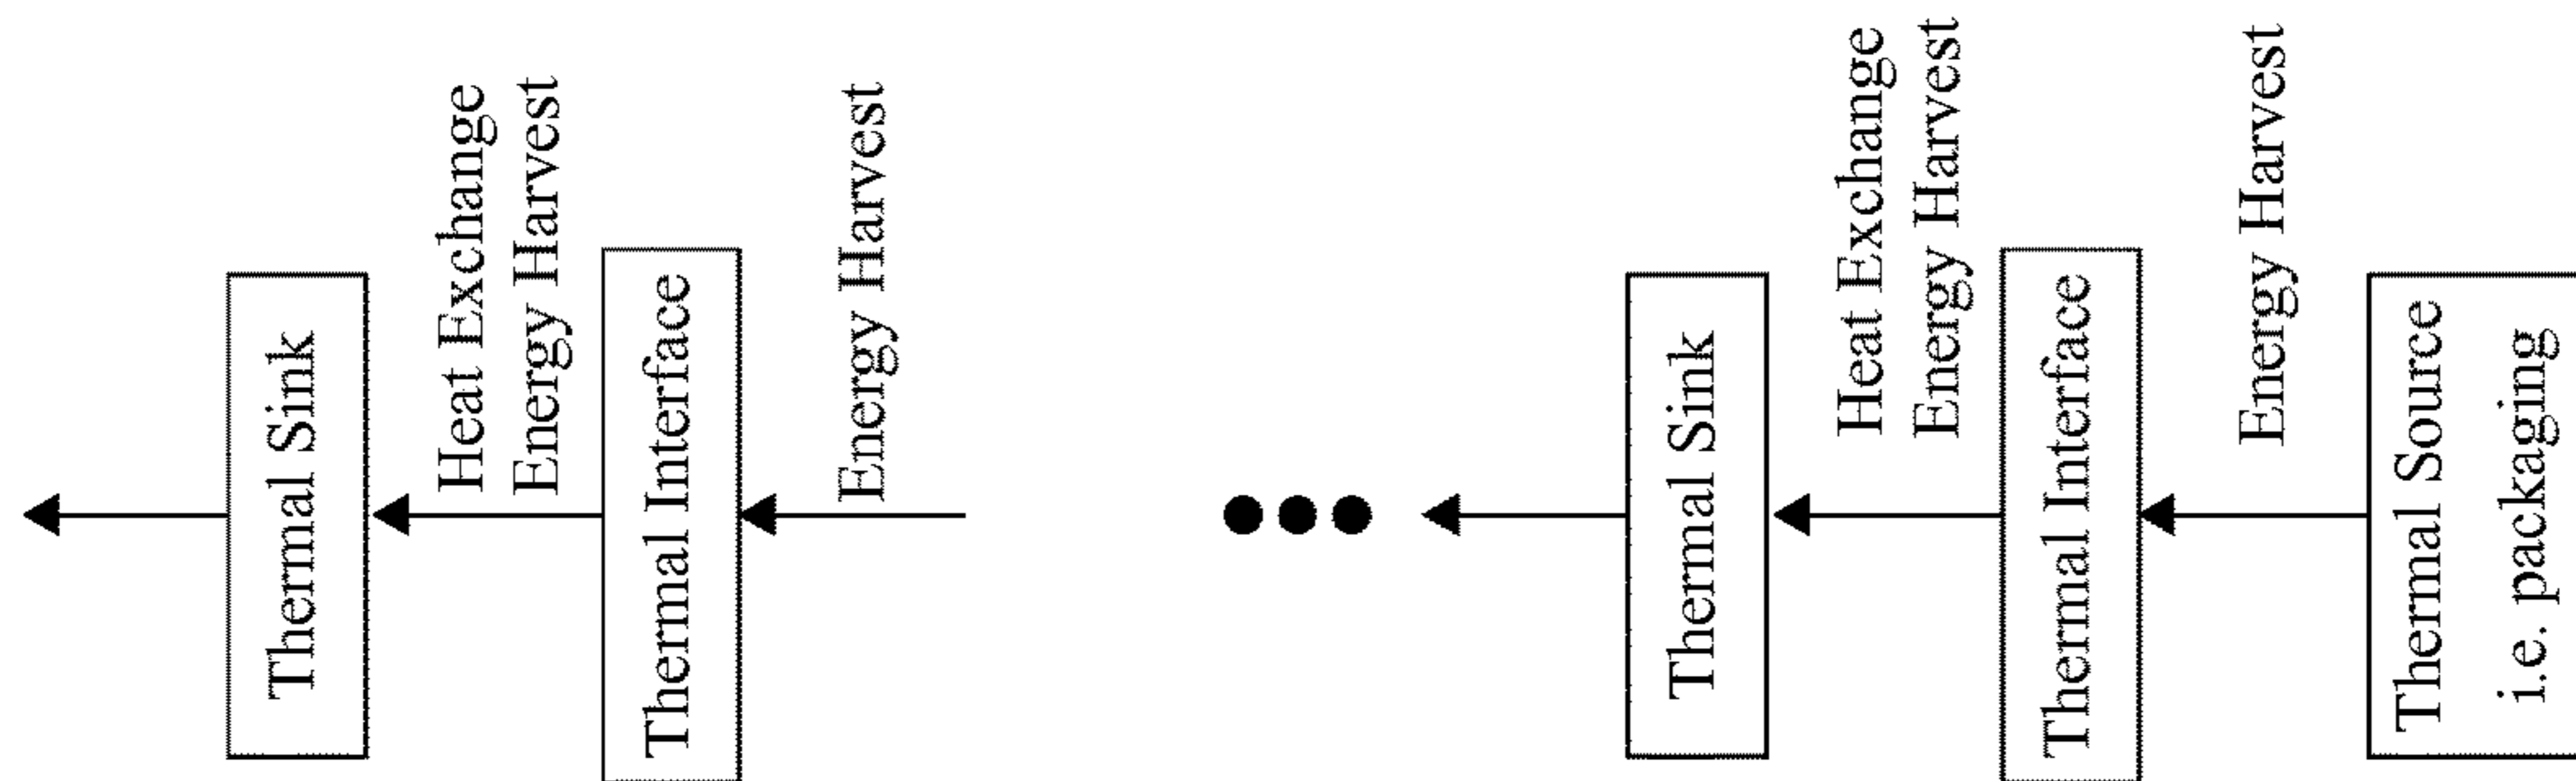 Thermal Sink
Heat Exchange
Energy Harvest
Thermal Interface
Energy Harvest
Thermal Sink
Heat Exchange
Energy Harvest
Thermal Interface
Energy Harvest
Thermal Source
i.e. packaging